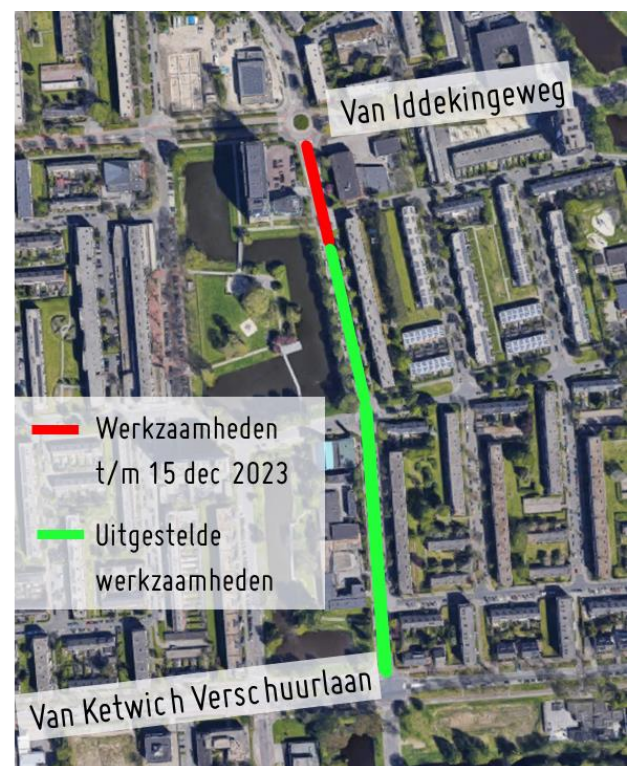 Van Iddekingeweg
Werkzaamheden
t/m 15 dec 2023
Uitgestelde
werkzaamheden
Van Ketwich Verschuurlaan